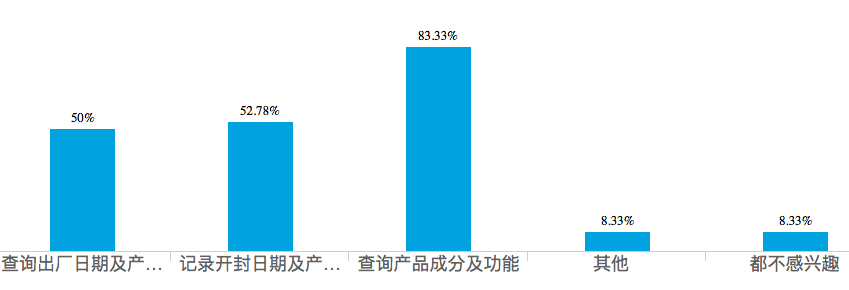 83.33%
52.78%
50%
8.33%
8.33%
查询出厂日期及产...
记录开封日期及产...
查询产品成分及功能
其他
都不感兴趣